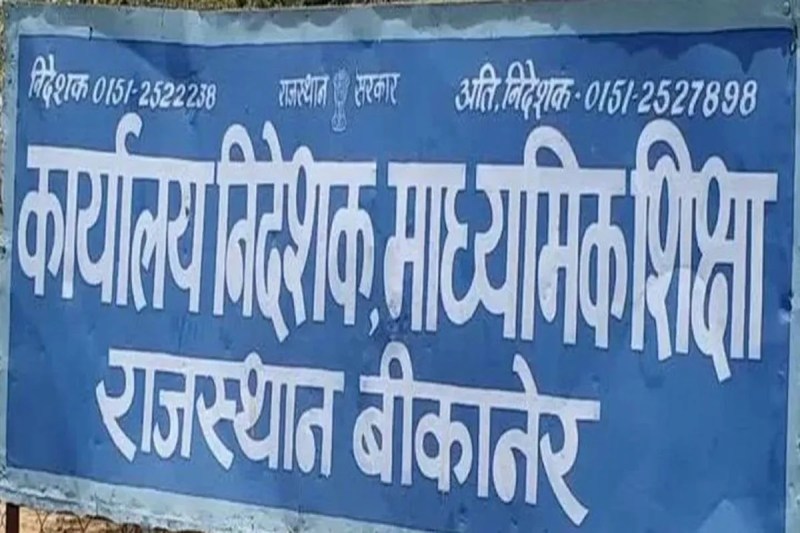 निदेशक 0151-2522238 राजस्थान सरकार अति. निदेशक - 0151-2527898
कार्यालय निदेशक, माध्यमिक शिक्षा
राजस्थान बीकानेर